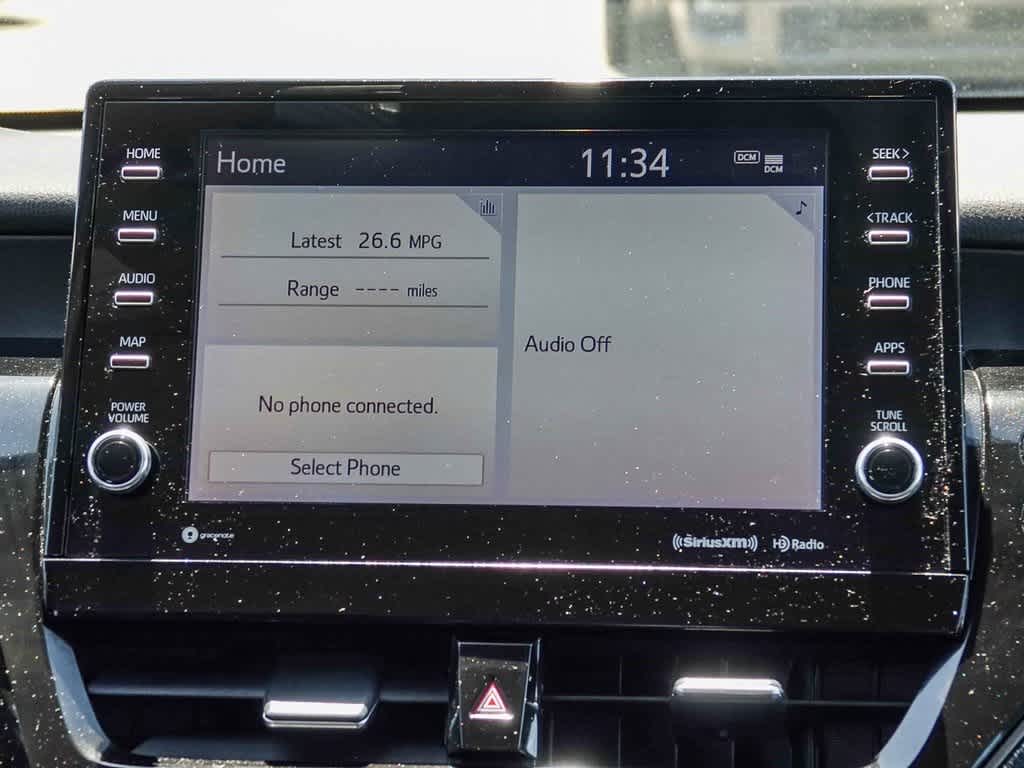 HOME
MENU
AUDIO
MAP
POWER
VOLUME
Home 11:34 DCM DCM
Latest 26.6 MPG
Range ---- miles
No phone connected.
Select Phone
Audio Off
SEEK >
< TRACK
PHONE
APPS
TUNE
SCROLL
gracenote
((SiriusXM)) HD Radio